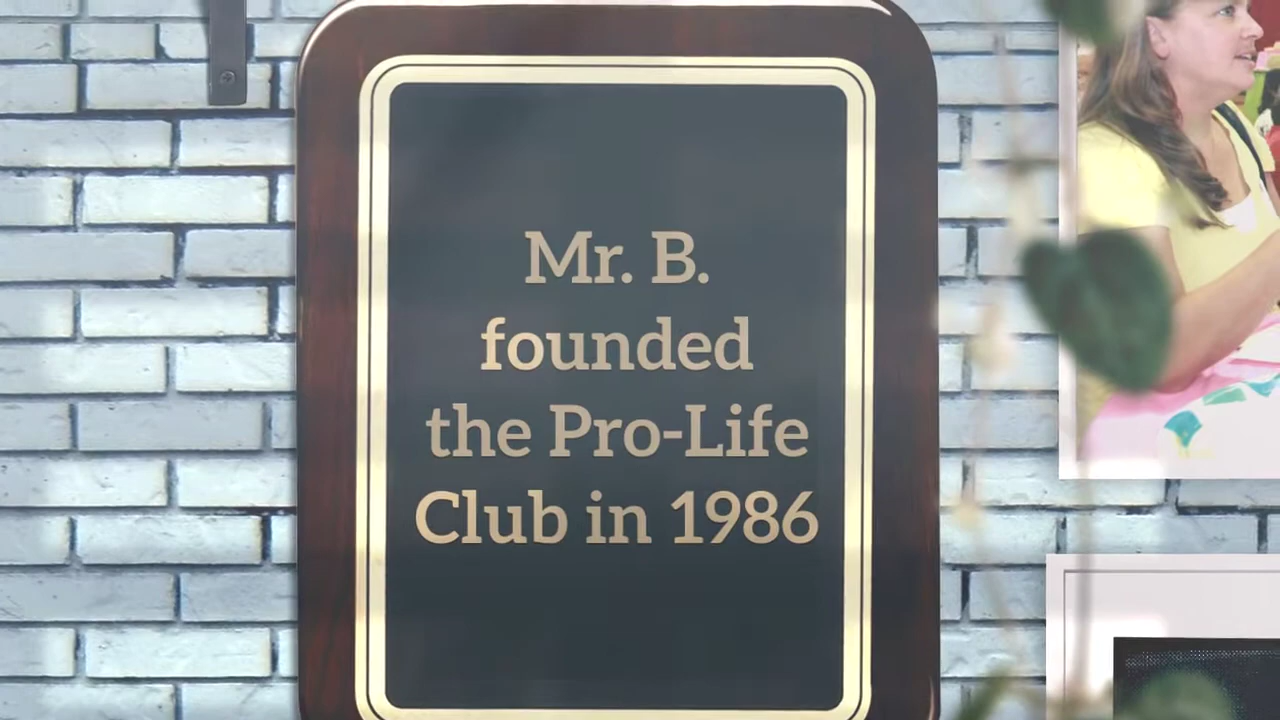 Mr. B.
founded
the Pro-Life
Club in 1986